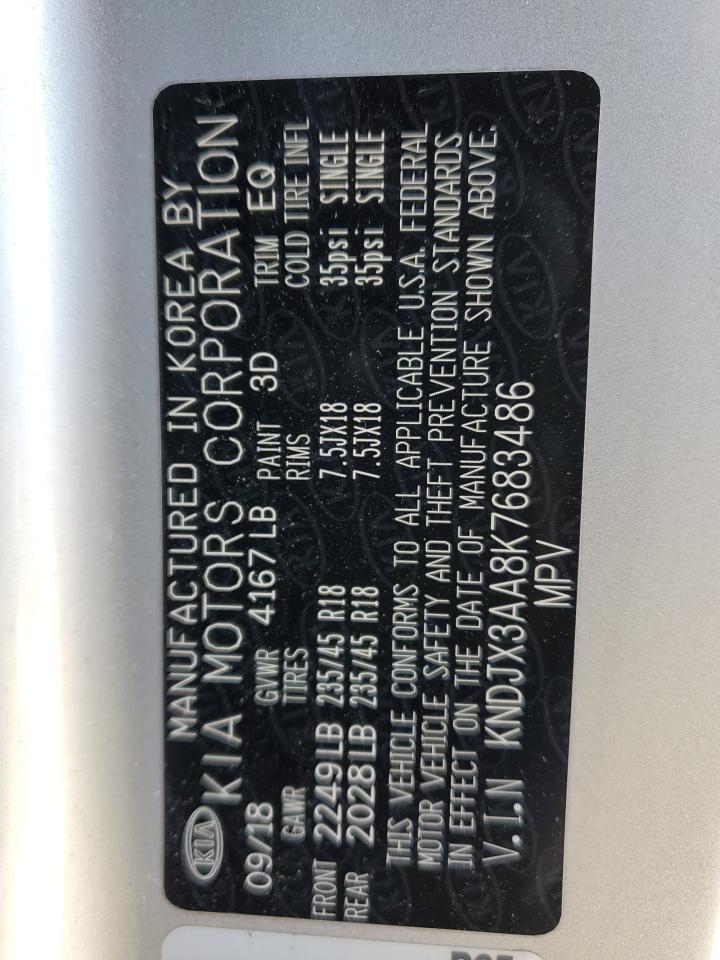 KIA
MANUFACTURED IN KOREA BY
KIA MOTORS CORPORATION
09/18 GVWR 4167 LB PAINT 3D TRIM EQ
GAWR TIRES RIMS COLD TIRE INFL
FRONT 2249LB 235/45 R18 7.5JX18 35psi SINGLE
REAR 2028LB 235/45 R18 7.5JX18 35psi SINGLE
THIS VEHICLE CONFORMS TO ALL APPLICABLE U.S.A. FEDERAL
MOTOR VEHICLE SAFETY AND THEFT PREVENTION STANDARDS
IN EFFECT ON THE DATE OF MANUFACTURE SHOWN ABOVE.
V.I.N KNDJX3AA8K7683486
MPV